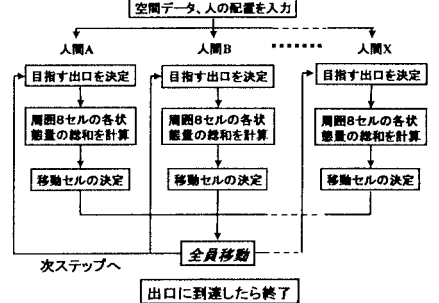 空間データ、人の配置を入力
人間A 人間B 人間X
目指す出口を決定 目指す出口を決定 目指す出口を決定
周囲8セルの各状
態量の総和を計算
周囲8セルの各状
態量の総和を計算
周囲8セルの各状
態量の総和を計算
移動セルの決定 移動セルの決定 移動セルの決定
全員移動
次ステップへ
出口に到達したら終了